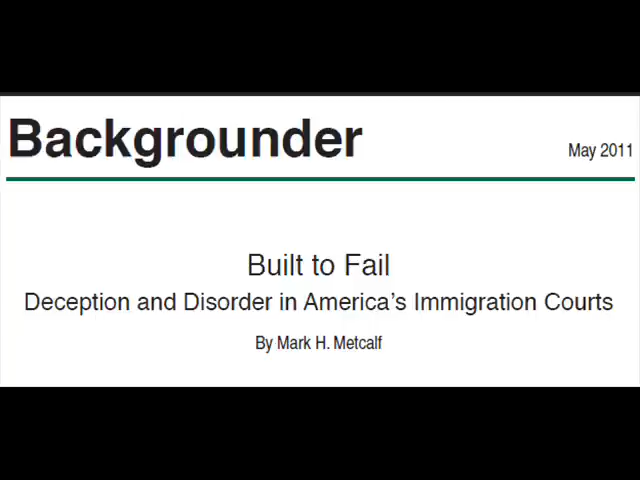 Backgrounder
May 2011
Built to Fail
Deception and Disorder in America’s Immigration Courts
By Mark H. Metcalf